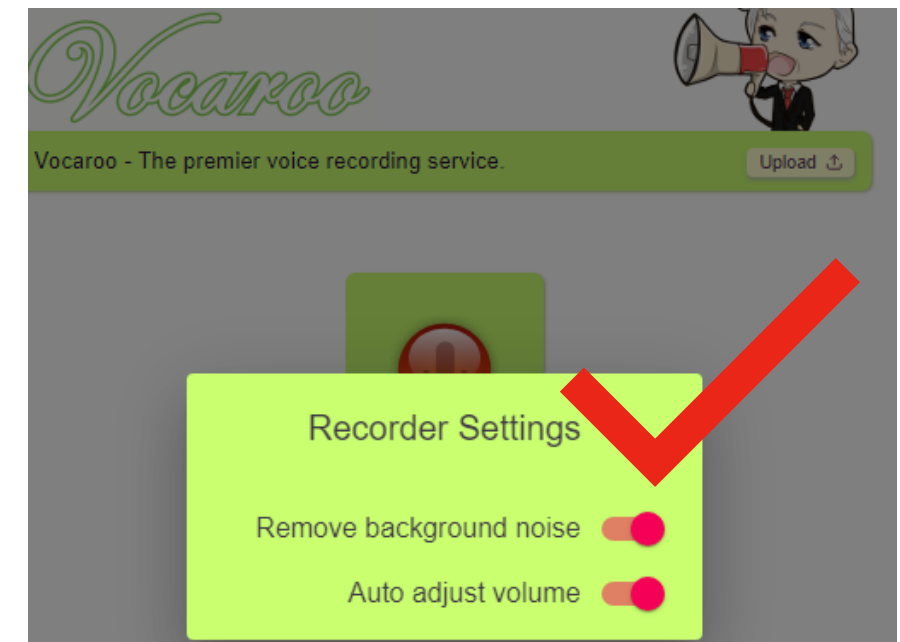 Vocaroo
Vocaroo - The premier voice recording service.
Upload
Recorder Settings
Remove background noise
Auto adjust volume